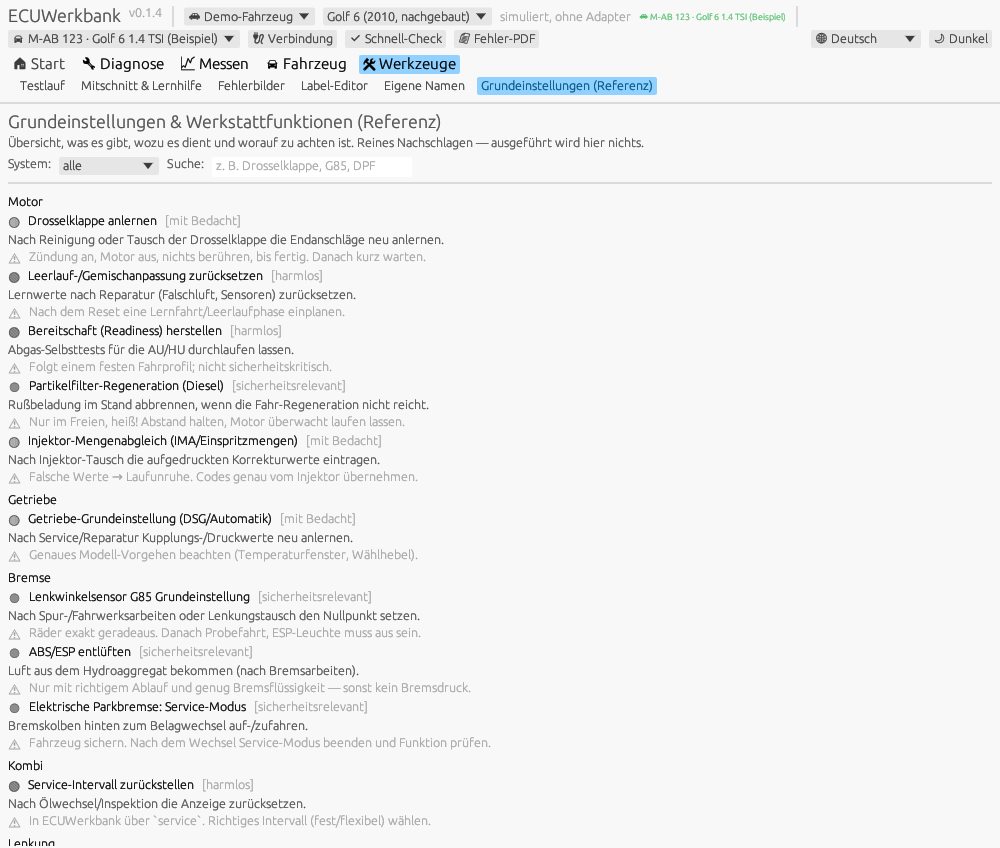 ECUWerkbank v0.1.4 Demo-Fahrzeug Golf 6 (2010, nachgebaut) simuliert, ohne Adapter M-AB 123 · Golf 6 1.4 TSI (Beispiel)
M-AB 123 · Golf 6 1.4 TSI (Beispiel) Verbindung Schnell-Check Fehler-PDF Deutsch Dunkel
Start Diagnose Messen Fahrzeug Werkzeuge
Testlauf Mitschnitt & Lernhilfe Fehlerbilder Label-Editor Eigene Namen Grundeinstellungen (Referenz)
Grundeinstellungen & Werkstattfunktionen (Referenz)
Übersicht, was es gibt, wozu es dient und worauf zu achten ist. Reines Nachschlagen — ausgeführt wird hier nichts.
System: alle Suche: z. B. Drosselklappe, G85, DPF
Motor
Drosselklappe anlernen [mit Bedacht]
Nach Reinigung oder Tausch der Drosselklappe die Endanschläge neu anlernen.
⚠ Zündung an, Motor aus, nichts berühren, bis fertig. Danach kurz warten.
Leerlauf-/Gemischanpassung zurücksetzen [harmlos]
Lernwerte nach Reparatur (Falschluft, Sensoren) zurücksetzen.
⚠ Nach dem Reset eine Lernfahrt/Leerlaufphase einplanen.
Bereitschaft (Readiness) herstellen [harmlos]
Abgas-Selbsttests für die AU/HU durchlaufen lassen.
⚠ Folgt einem festen Fahrprofil; nicht sicherheitskritisch.
Partikelfilter-Regeneration (Diesel) [sicherheitsrelevant]
Rußbeladung im Stand abbrennen, wenn die Fahr-Regeneration nicht reicht.
⚠ Nur im Freien, heiß! Abstand halten, Motor überwacht laufen lassen.
Injektor-Mengenabgleich (IMA/Einspritzmengen) [mit Bedacht]
Nach Injektor-Tausch die aufgedruckten Korrekturwerte eintragen.
⚠ Falsche Werte → Laufunruhe. Codes genau vom Injektor übernehmen.
Getriebe
Getriebe-Grundeinstellung (DSG/Automatik) [mit Bedacht]
Nach Service/Reparatur Kupplungs-/Druckwerte neu anlernen.
⚠ Genaues Modell-Vorgehen beachten (Temperaturfenster, Wählhebel).
Bremse
Lenkwinkelsensor G85 Grundeinstellung [sicherheitsrelevant]
Nach Spur-/Fahrwerksarbeiten oder Lenkungstausch den Nullpunkt setzen.
⚠ Räder exakt geradeaus. Danach Probefahrt, ESP-Leuchte muss aus sein.
ABS/ESP entlüften [sicherheitsrelevant]
Luft aus dem Hydroaggregat bekommen (nach Bremsarbeiten).
⚠ Nur mit richtigem Ablauf und genug Bremsflüssigkeit — sonst kein Bremsdruck.
Elektrische Parkbremse: Service-Modus [sicherheitsrelevant]
Bremskolben hinten zum Belagwechsel auf-/zufahren.
⚠ Fahrzeug sichern. Nach dem Wechsel Service-Modus beenden und Funktion prüfen.
Kombi
Service-Intervall zurückstellen [harmlos]
Nach Ölwechsel/Inspektion die Anzeige zurücksetzen.
⚠ In ECUWerkbank über `service`. Richtiges Intervall (fest/flexibel) wählen.
Lenkung